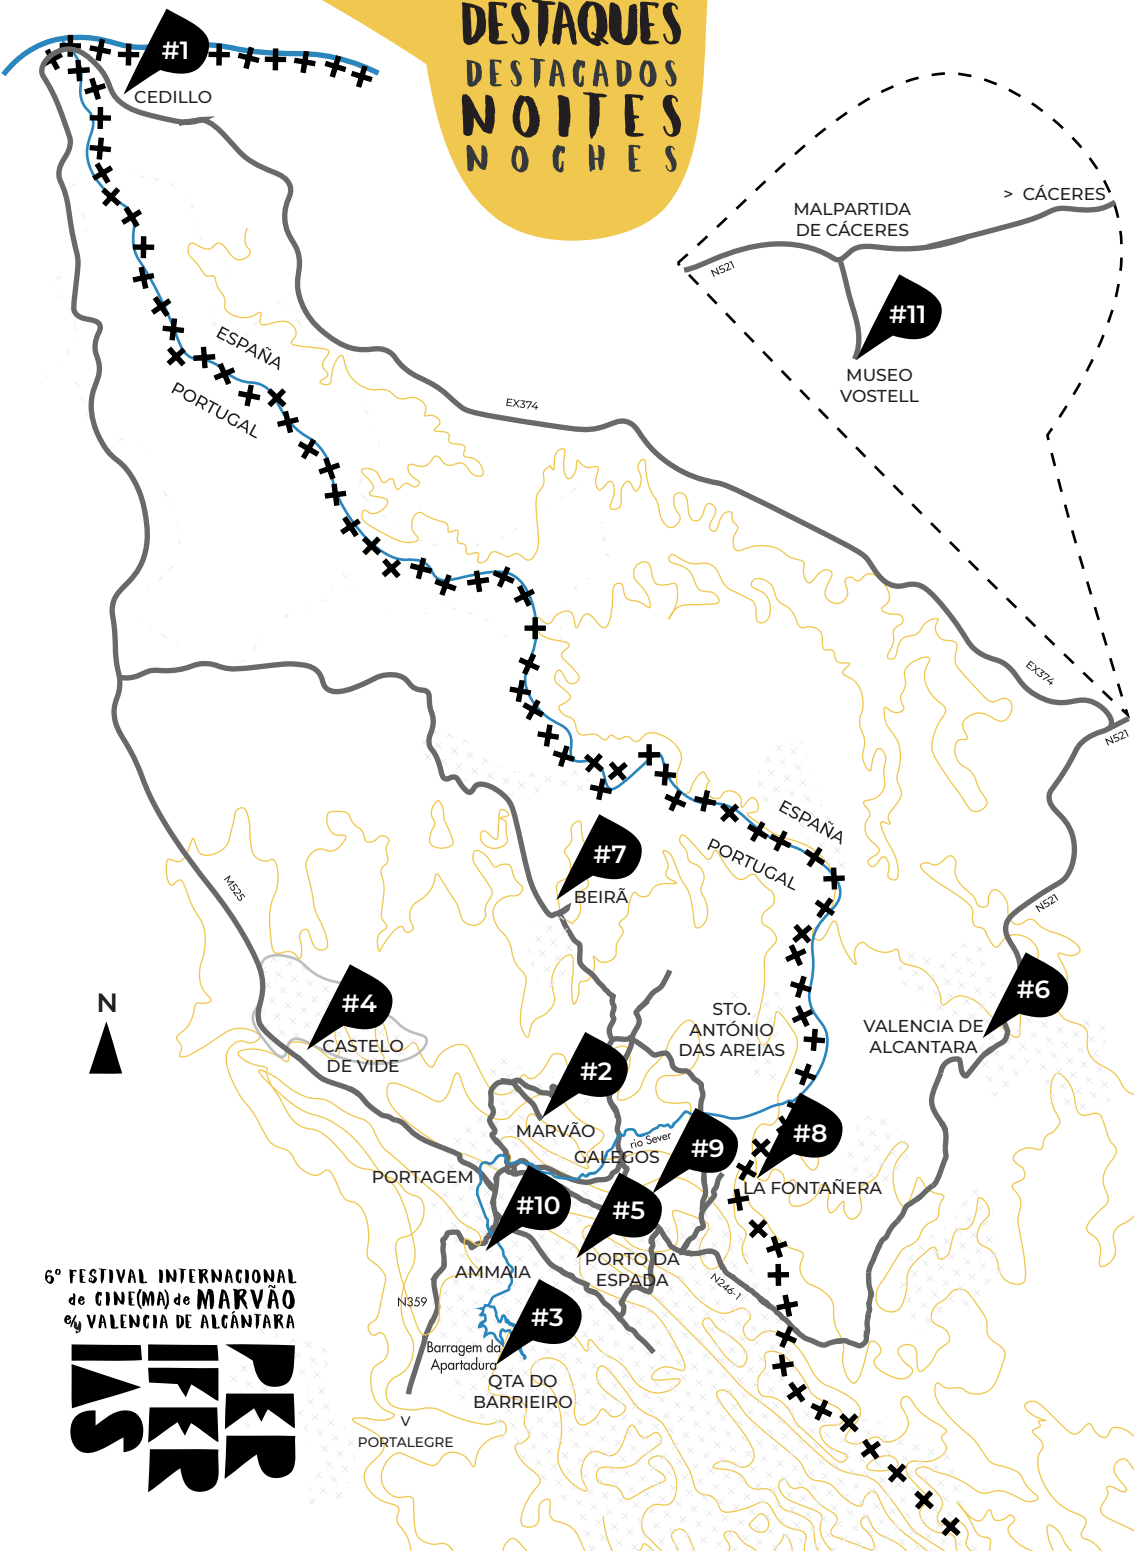 DESTAQUES
DESTACADOS
NOITES
NOCHES
#1
CEDILLO
> CÁCERES
MALPARTIDA
DE CÁCERES
N521
#11
MUSEO
VOSTELL
ESPAÑA
PORTUGAL
EX374
EX374
N521
ESPAÑA
PORTUGAL
#7
BEIRÃ
M525
N521
#6
VALENCIA DE
ALCANTARA
#4
CASTELO
DE VIDE
N
STO.
ANTÓNIO
DAS AREIAS
#2
MARVÃO
rio Sever
GALEGOS
#9
#8
LA FONTAÑERA
PORTAGEM
#10
AMMAIA
#5
PORTO DA
ESPADA
N246-1
N359
#3
Barragem da
Apartadura
QTA DO
BARRIEIRO
V
PORTALEGRE
6º FESTIVAL INTERNACIONAL
de CINE(MA) de MARVÃO
e/y VALENCIA DE ALCÁNTARA
PERIFERIAS